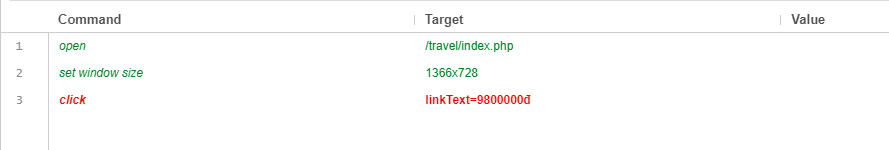 Command Target Value
1 open /travel/index.php
2 set window size 1366x728
3 click linkText=9800000đ